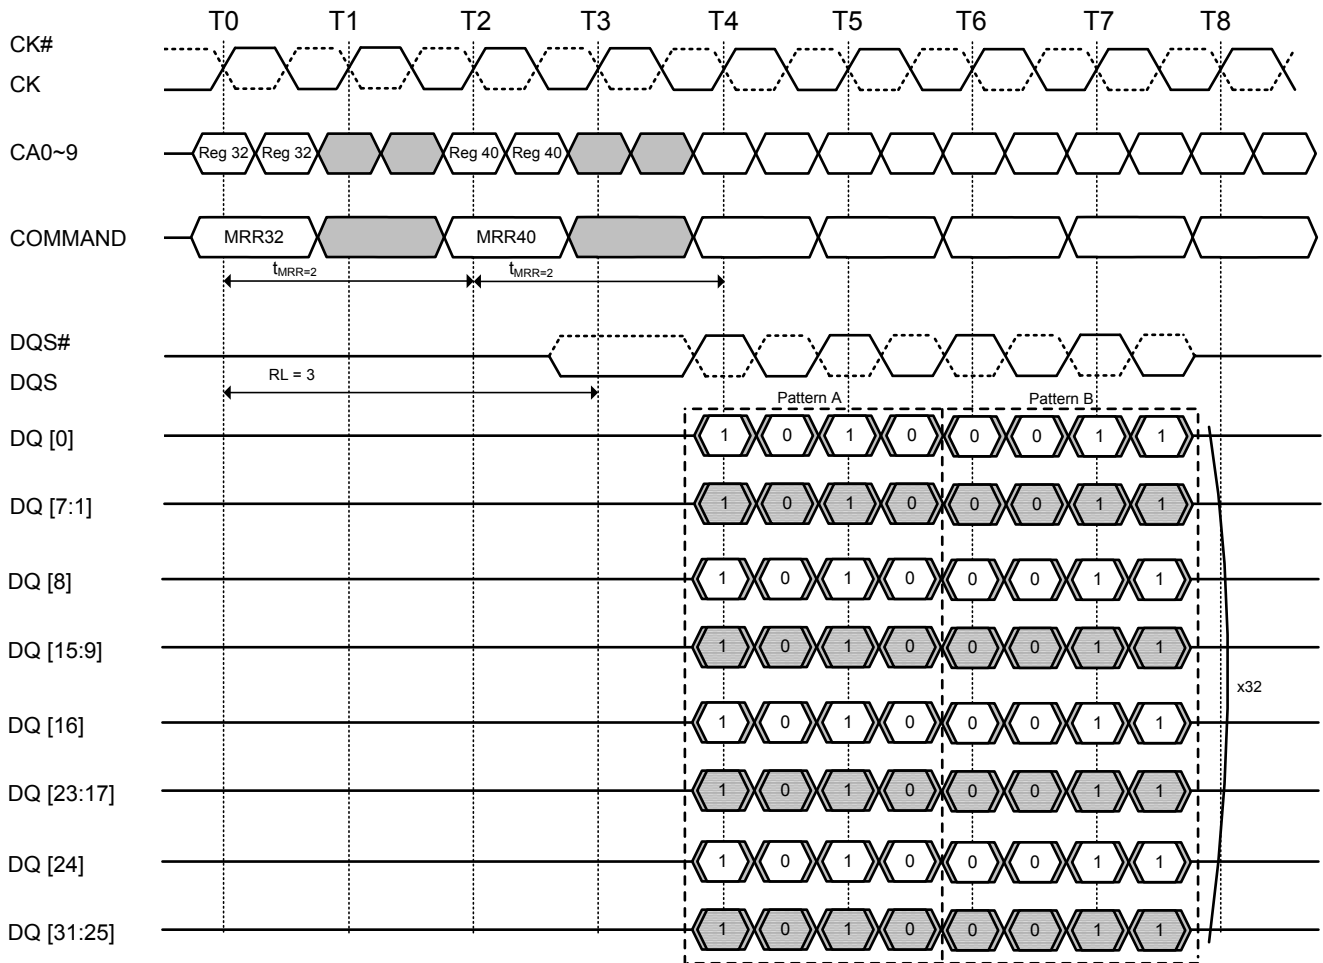 T0 T1 T2 T3 T4 T5 T6 T7 T8
CK#
CK
CA0~9 Reg 32 Reg 32 Reg 40 Reg 40
COMMAND MRR32 MRR40
tMRR=2 tMRR=2
DQS#
DQS RL = 3
Pattern A Pattern B
DQ [0] 1 0 1 0 0 0 1 1
DQ [7:1] 1 0 1 0 0 0 1 1
DQ [8] 1 0 1 0 0 0 1 1
DQ [15:9] 1 0 1 0 0 0 1 1
x32
DQ [16] 1 0 1 0 0 0 1 1
DQ [23:17] 1 0 1 0 0 0 1 1
DQ [24] 1 0 1 0 0 0 1 1
DQ [31:25] 1 0 1 0 0 0 1 1